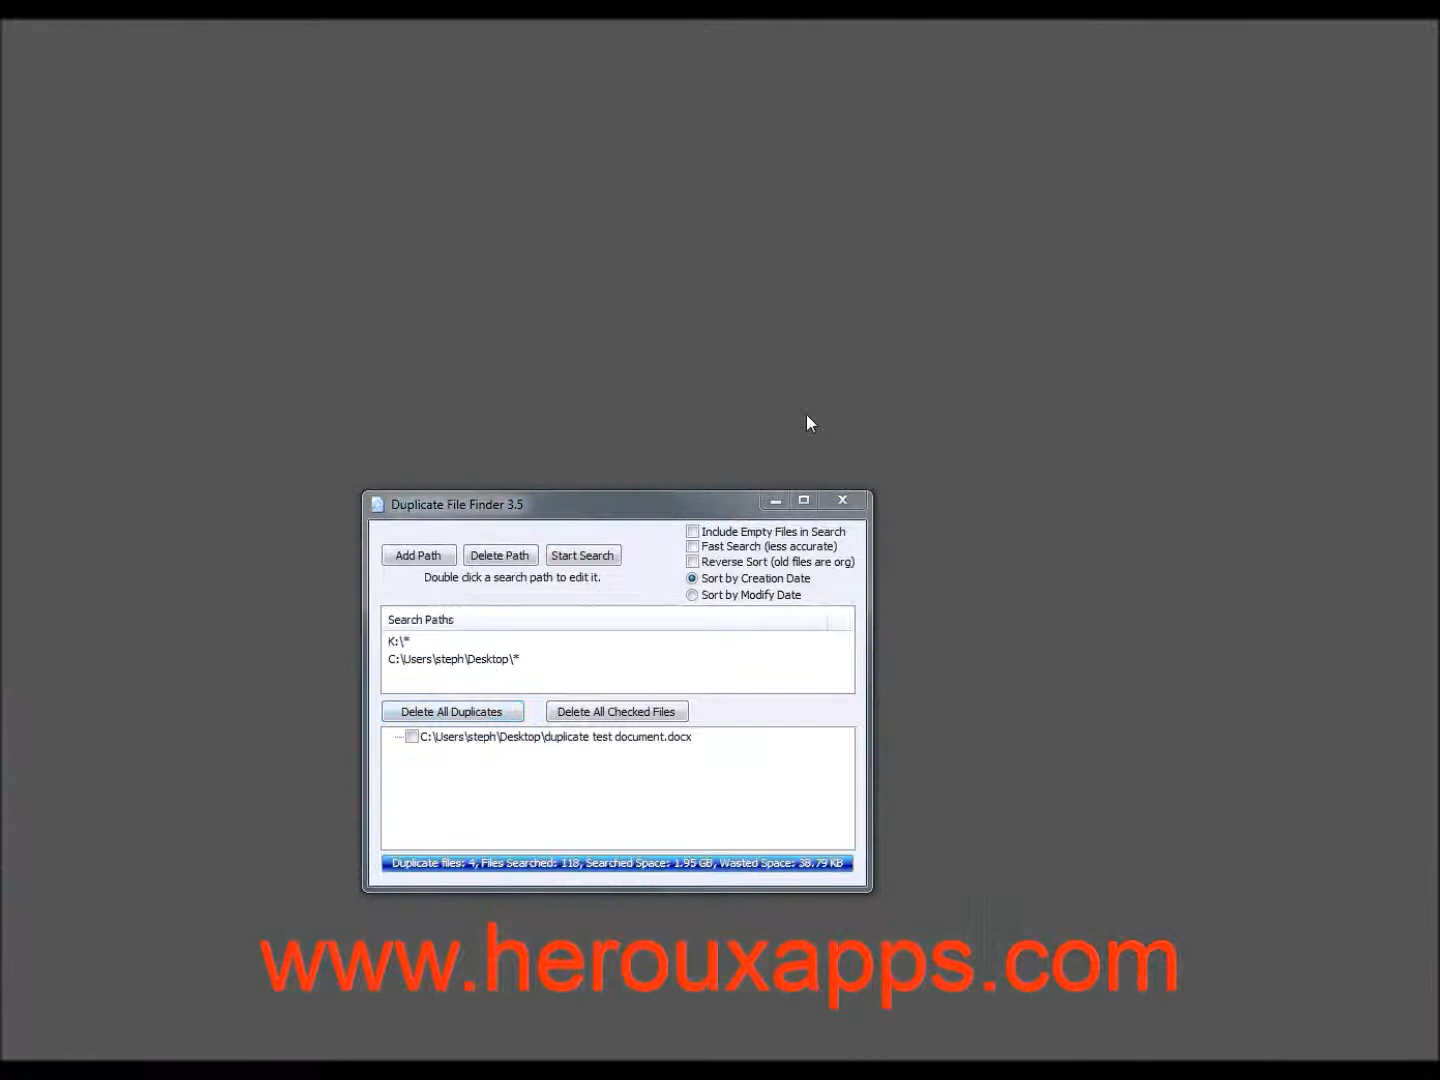 Duplicate File Finder 3.5
Include Empty Files in Search
Fast Search (less accurate)
Add Path Delete Path Start Search
Reverse Sort (old files are org)
Double click a search path to edit it.
Sort by Creation Date
Sort by Modify Date
Search Paths
K:\*
C:\Users\steph\Desktop\*
Delete All Duplicates Delete All Checked Files
C:\Users\steph\Desktop\duplicate test document.docx
Duplicate files: 4, Files Searched: 118, Searched Space: 1.95 GB, Wasted Space: 38.79 KB
www.herouxapps.com